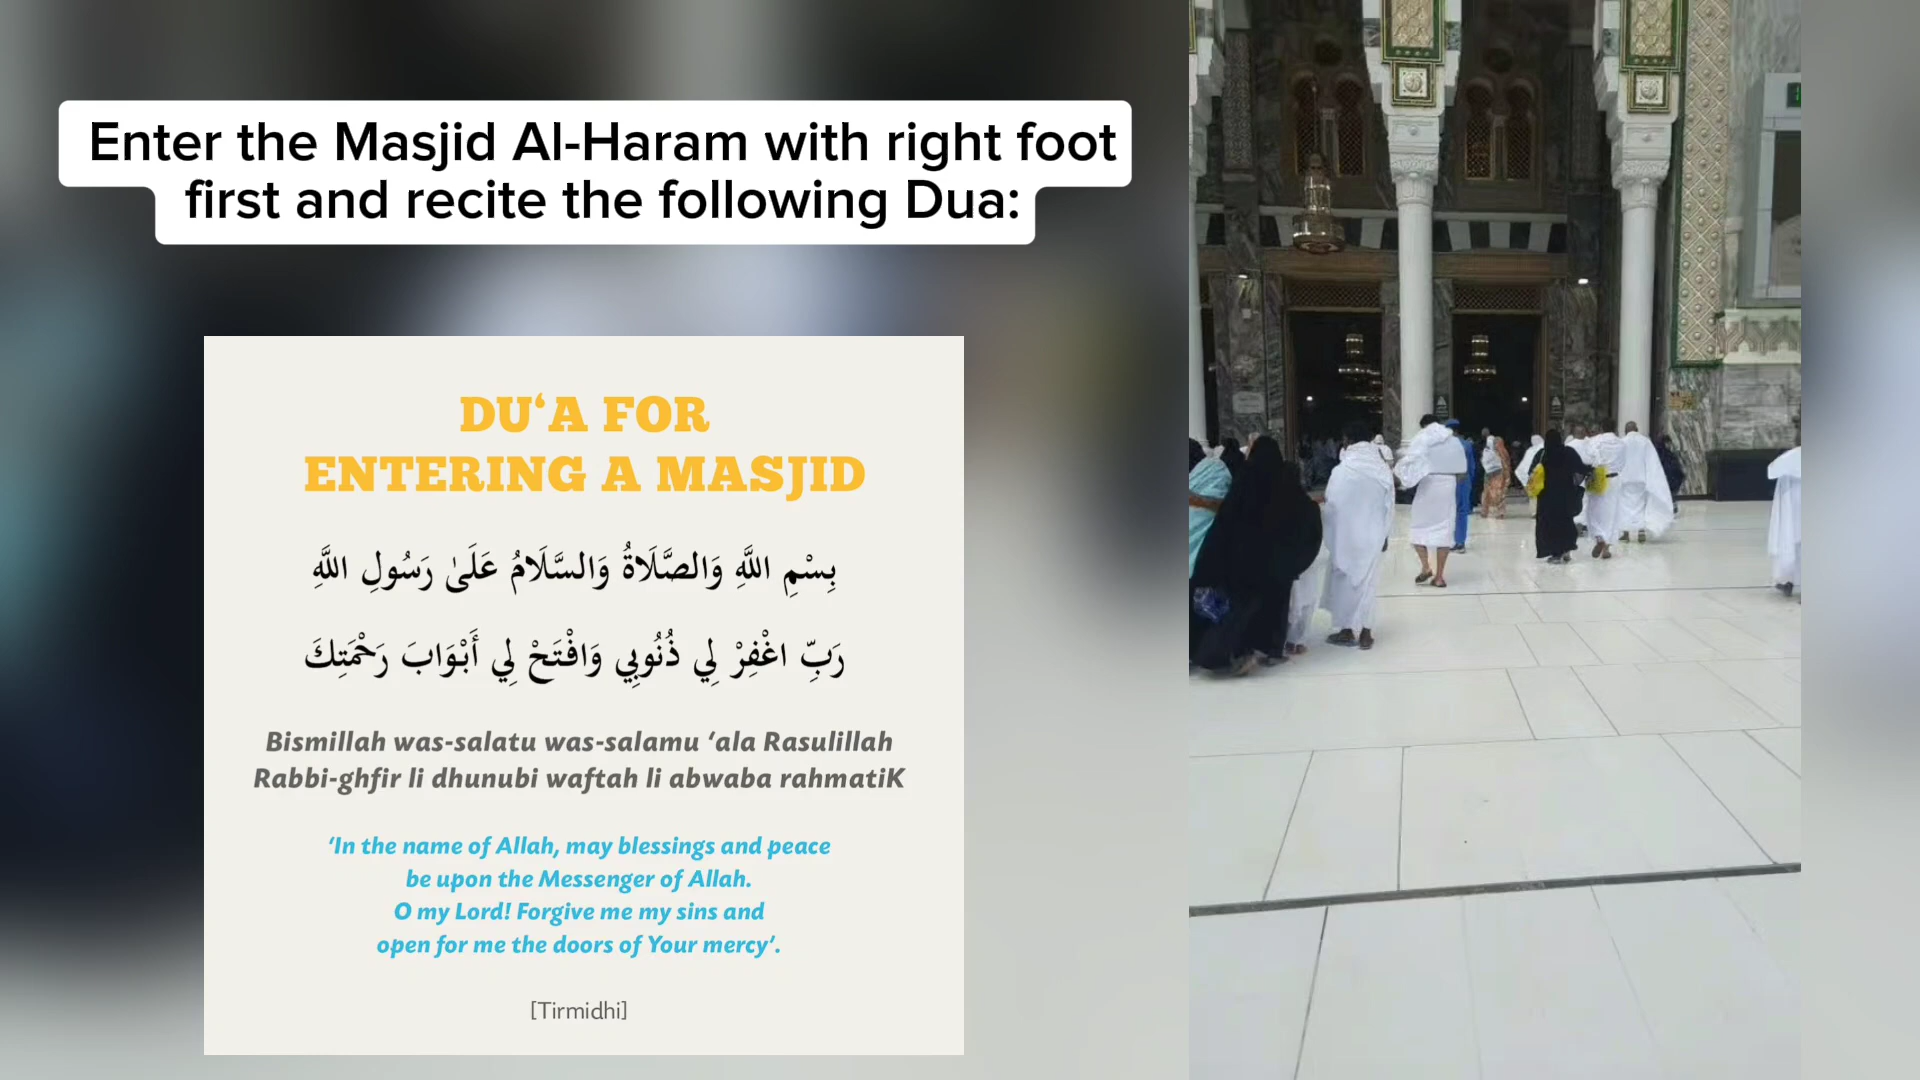 Enter the Masjid Al-Haram with right foot
first and recite the following Dua:
DU‘A FOR
ENTERING A MASJID
بِسْمِ اللَّهِ وَالصَّلَاةُ وَالسَّلَامُ عَلَىٰ رَسُولِ اللَّهِ
رَبِّ اغْفِرْ لِي ذُنُوبِي وَافْتَحْ لِي أَبْوَابَ رَحْمَتِكَ
Bismillah was-salatu was-salamu ‘ala Rasulillah
Rabbi-ghfir li dhunubi waftah li abwaba rahmatiK
‘In the name of Allah, may blessings and peace
be upon the Messenger of Allah.
O my Lord! Forgive me my sins and
open for me the doors of Your mercy’.
[Tirmidhi]